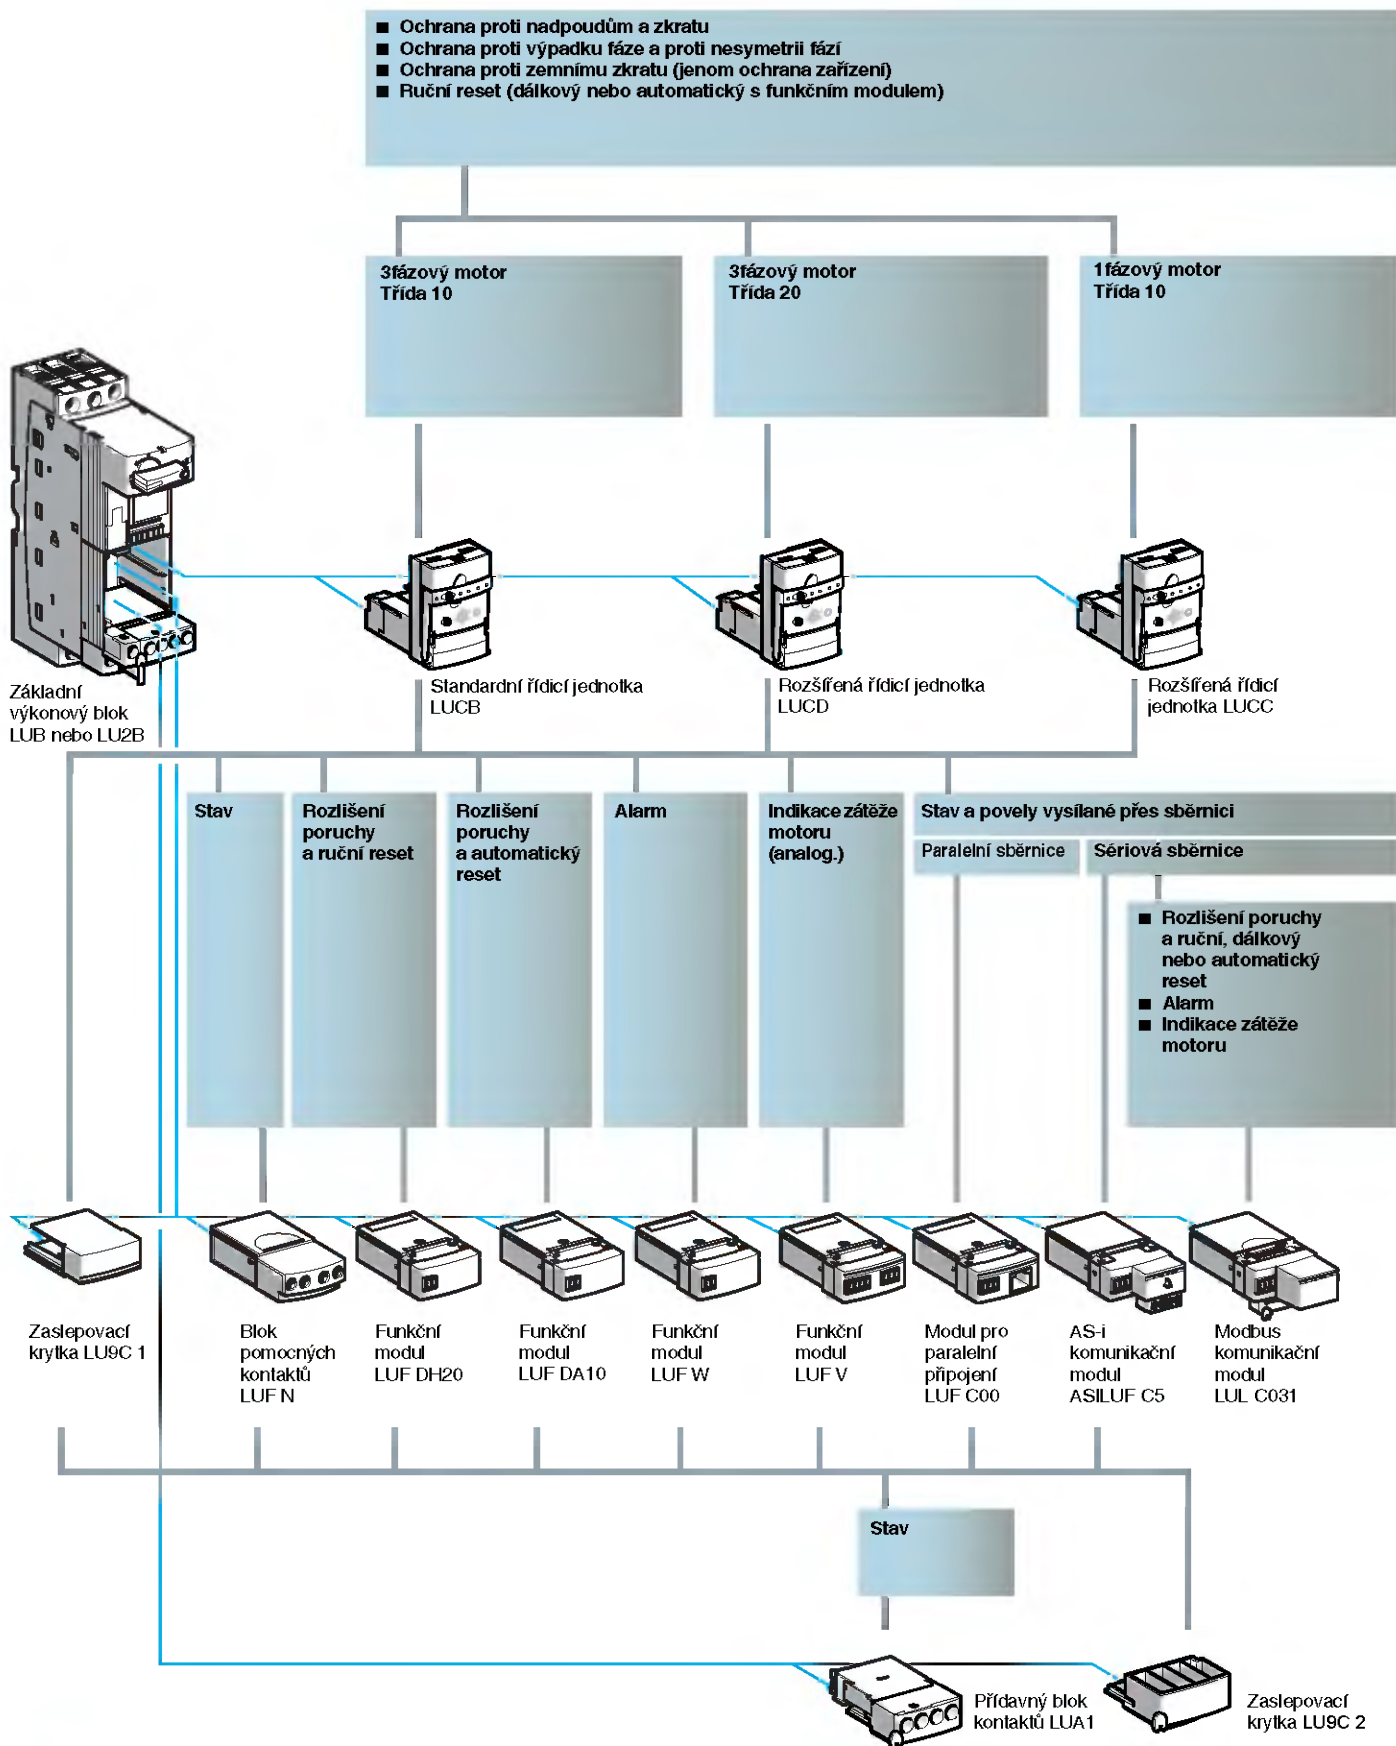 ■ Ochrana proti nadpoudům a zkratu
■ Ochrana proti výpadku fáze a proti nesymetrii fází
■ Ochrana proti zemnímu zkratu (jenom ochrana zařízení)
■ Ruční reset (dálkový nebo automatický s funkčním modulem)
3fázový motor
Třída 10
3fázový motor
Třída 20
1fázový motor
Třída 10
Základní
výkonový blok
LUB nebo LU2B
Standardní řídicí jednotka
LUCB
Rozšířená řídicí jednotka
LUCD
Rozšířená řídicí
jednotka LUCC
Stav
Rozlišení
poruchy
a ruční reset
Rozlišení
poruchy
a automatický
reset
Alarm
Indikace zátěže
motoru
(analog.)
Stav a povely vysílané přes sběrnici
Paralelní sběrnice
Sériová sběrnice
■ Rozlišení poruchy
a ruční, dálkový
nebo automatický
reset
■ Alarm
■ Indikace zátěže
motoru
Zaslepovací
krytka LU9C 1
Blok
pomocných
kontaktů
LUF N
Funkční
modul
LUF DH20
Funkční
modul
LUF DA10
Funkční
modul
LUF W
Funkční
modul
LUF V
Modul pro
paralelní
připojení
LUF C00
AS-i
komunikační
modul
ASILUF C5
Modbus
komunikační
modul
LUL C031
Stav
Přídavný blok
kontaktů LUA1
Zaslepovací
krytka LU9C 2